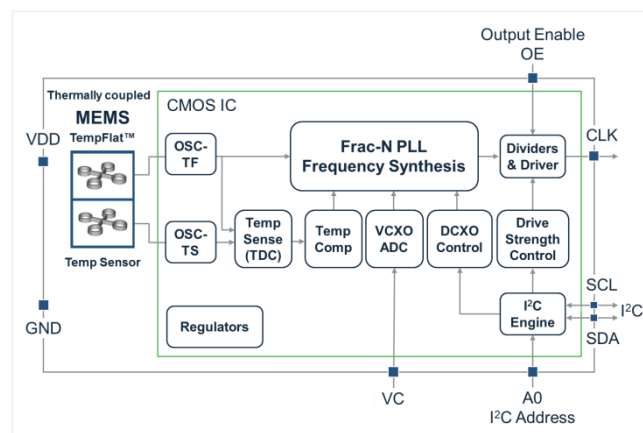 Output Enable
OE
Thermally coupled
MEMS
TempFlat™
CMOS IC
VDD
OSC-
TF
Frac-N PLL
Frequency Synthesis
Dividers
& Driver
CLK
Temp Sensor
OSC-
TS
Temp
Sense
(TDC)
Temp
Comp
VCXO
ADC
DCXO
Control
Drive
Strength
Control
SCL
I²C
SDA
I²C
Engine
Regulators
GND
VC
A0
I²C Address